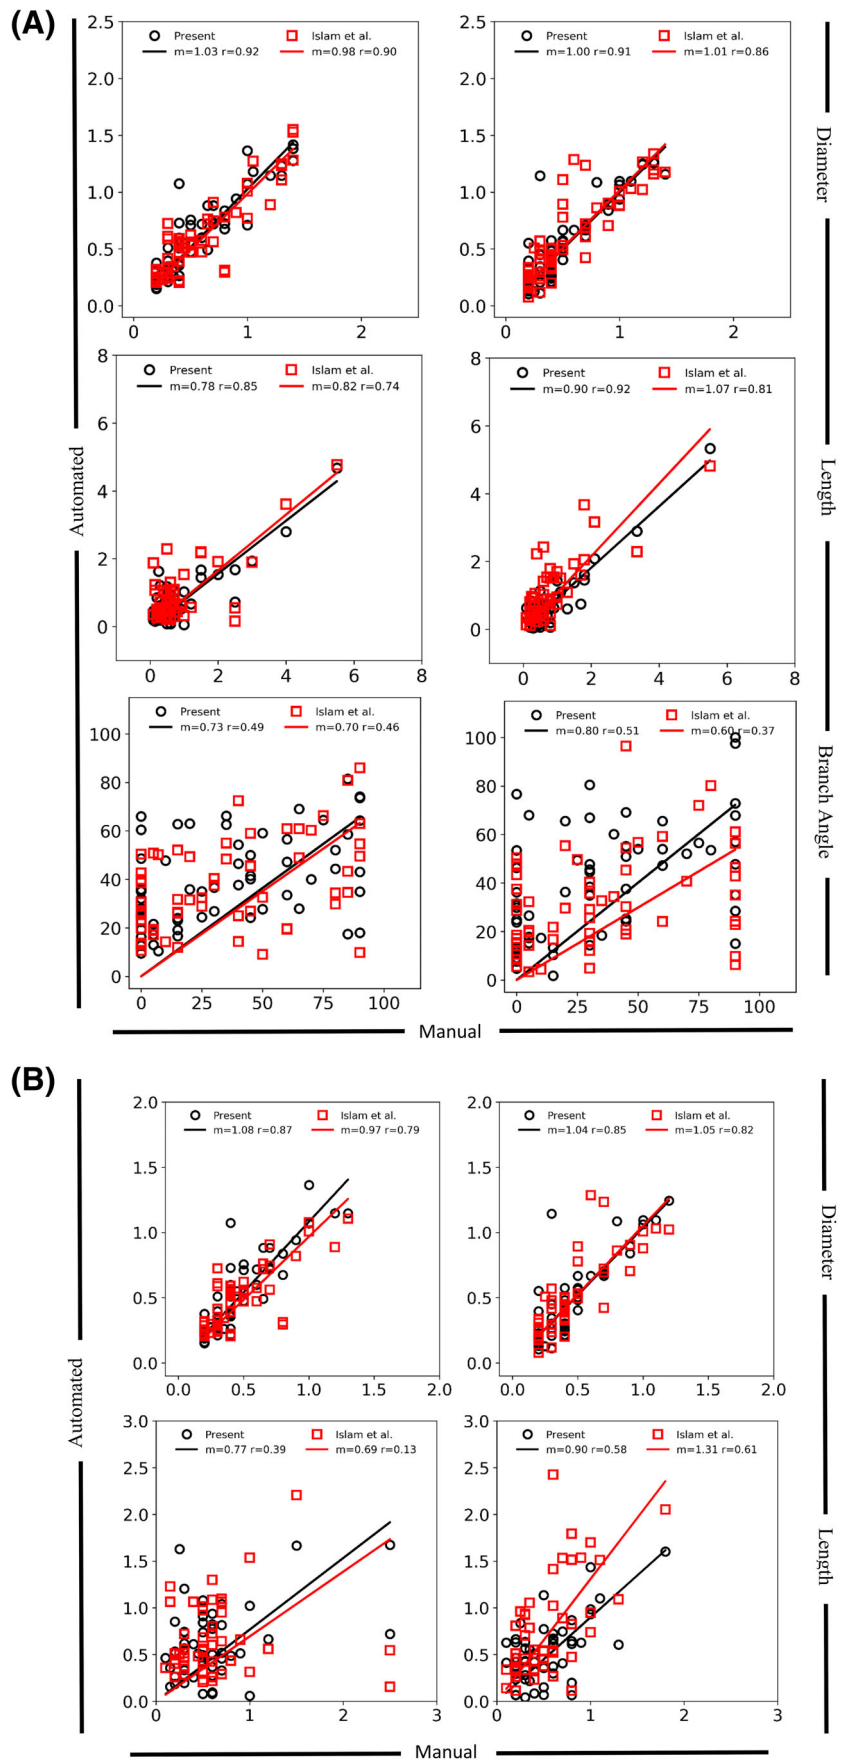 (A)
Present Islam et al.
m=1.03 r=0.92 m=0.98 r=0.90
2.5
2.0
1.5
1.0
0.5
0.0
0 1 2
Present Islam et al.
m=1.00 r=0.91 m=1.01 r=0.86
2.5
2.0
1.5
1.0
0.5
0.0
0 1 2
Diameter
Present Islam et al.
m=0.78 r=0.85 m=0.82 r=0.74
8
6
4
2
0
0 2 4 6 8
Present Islam et al.
m=0.90 r=0.92 m=1.07 r=0.81
8
6
4
2
0
0 2 4 6 8
Length
Automated
Present Islam et al.
m=0.73 r=0.49 m=0.70 r=0.46
100
80
60
40
20
0
0 25 50 75 100
Present Islam et al.
m=0.80 r=0.51 m=0.60 r=0.37
100
80
60
40
20
0
0 25 50 75 100
Branch Angle
Manual
(B)
Present Islam et al.
m=1.08 r=0.87 m=0.97 r=0.79
2.0
1.5
1.0
0.5
0.0
0.0 0.5 1.0 1.5 2.0
Present Islam et al.
m=1.04 r=0.85 m=1.05 r=0.82
2.0
1.5
1.0
0.5
0.0
0.0 0.5 1.0 1.5 2.0
Diameter
Automated
Present Islam et al.
m=0.77 r=0.39 m=0.69 r=0.13
3.0
2.5
2.0
1.5
1.0
0.5
0.0
0 1 2 3
Present Islam et al.
m=0.90 r=0.58 m=1.31 r=0.61
3.0
2.5
2.0
1.5
1.0
0.5
0.0
0 1 2 3
Length
Manual